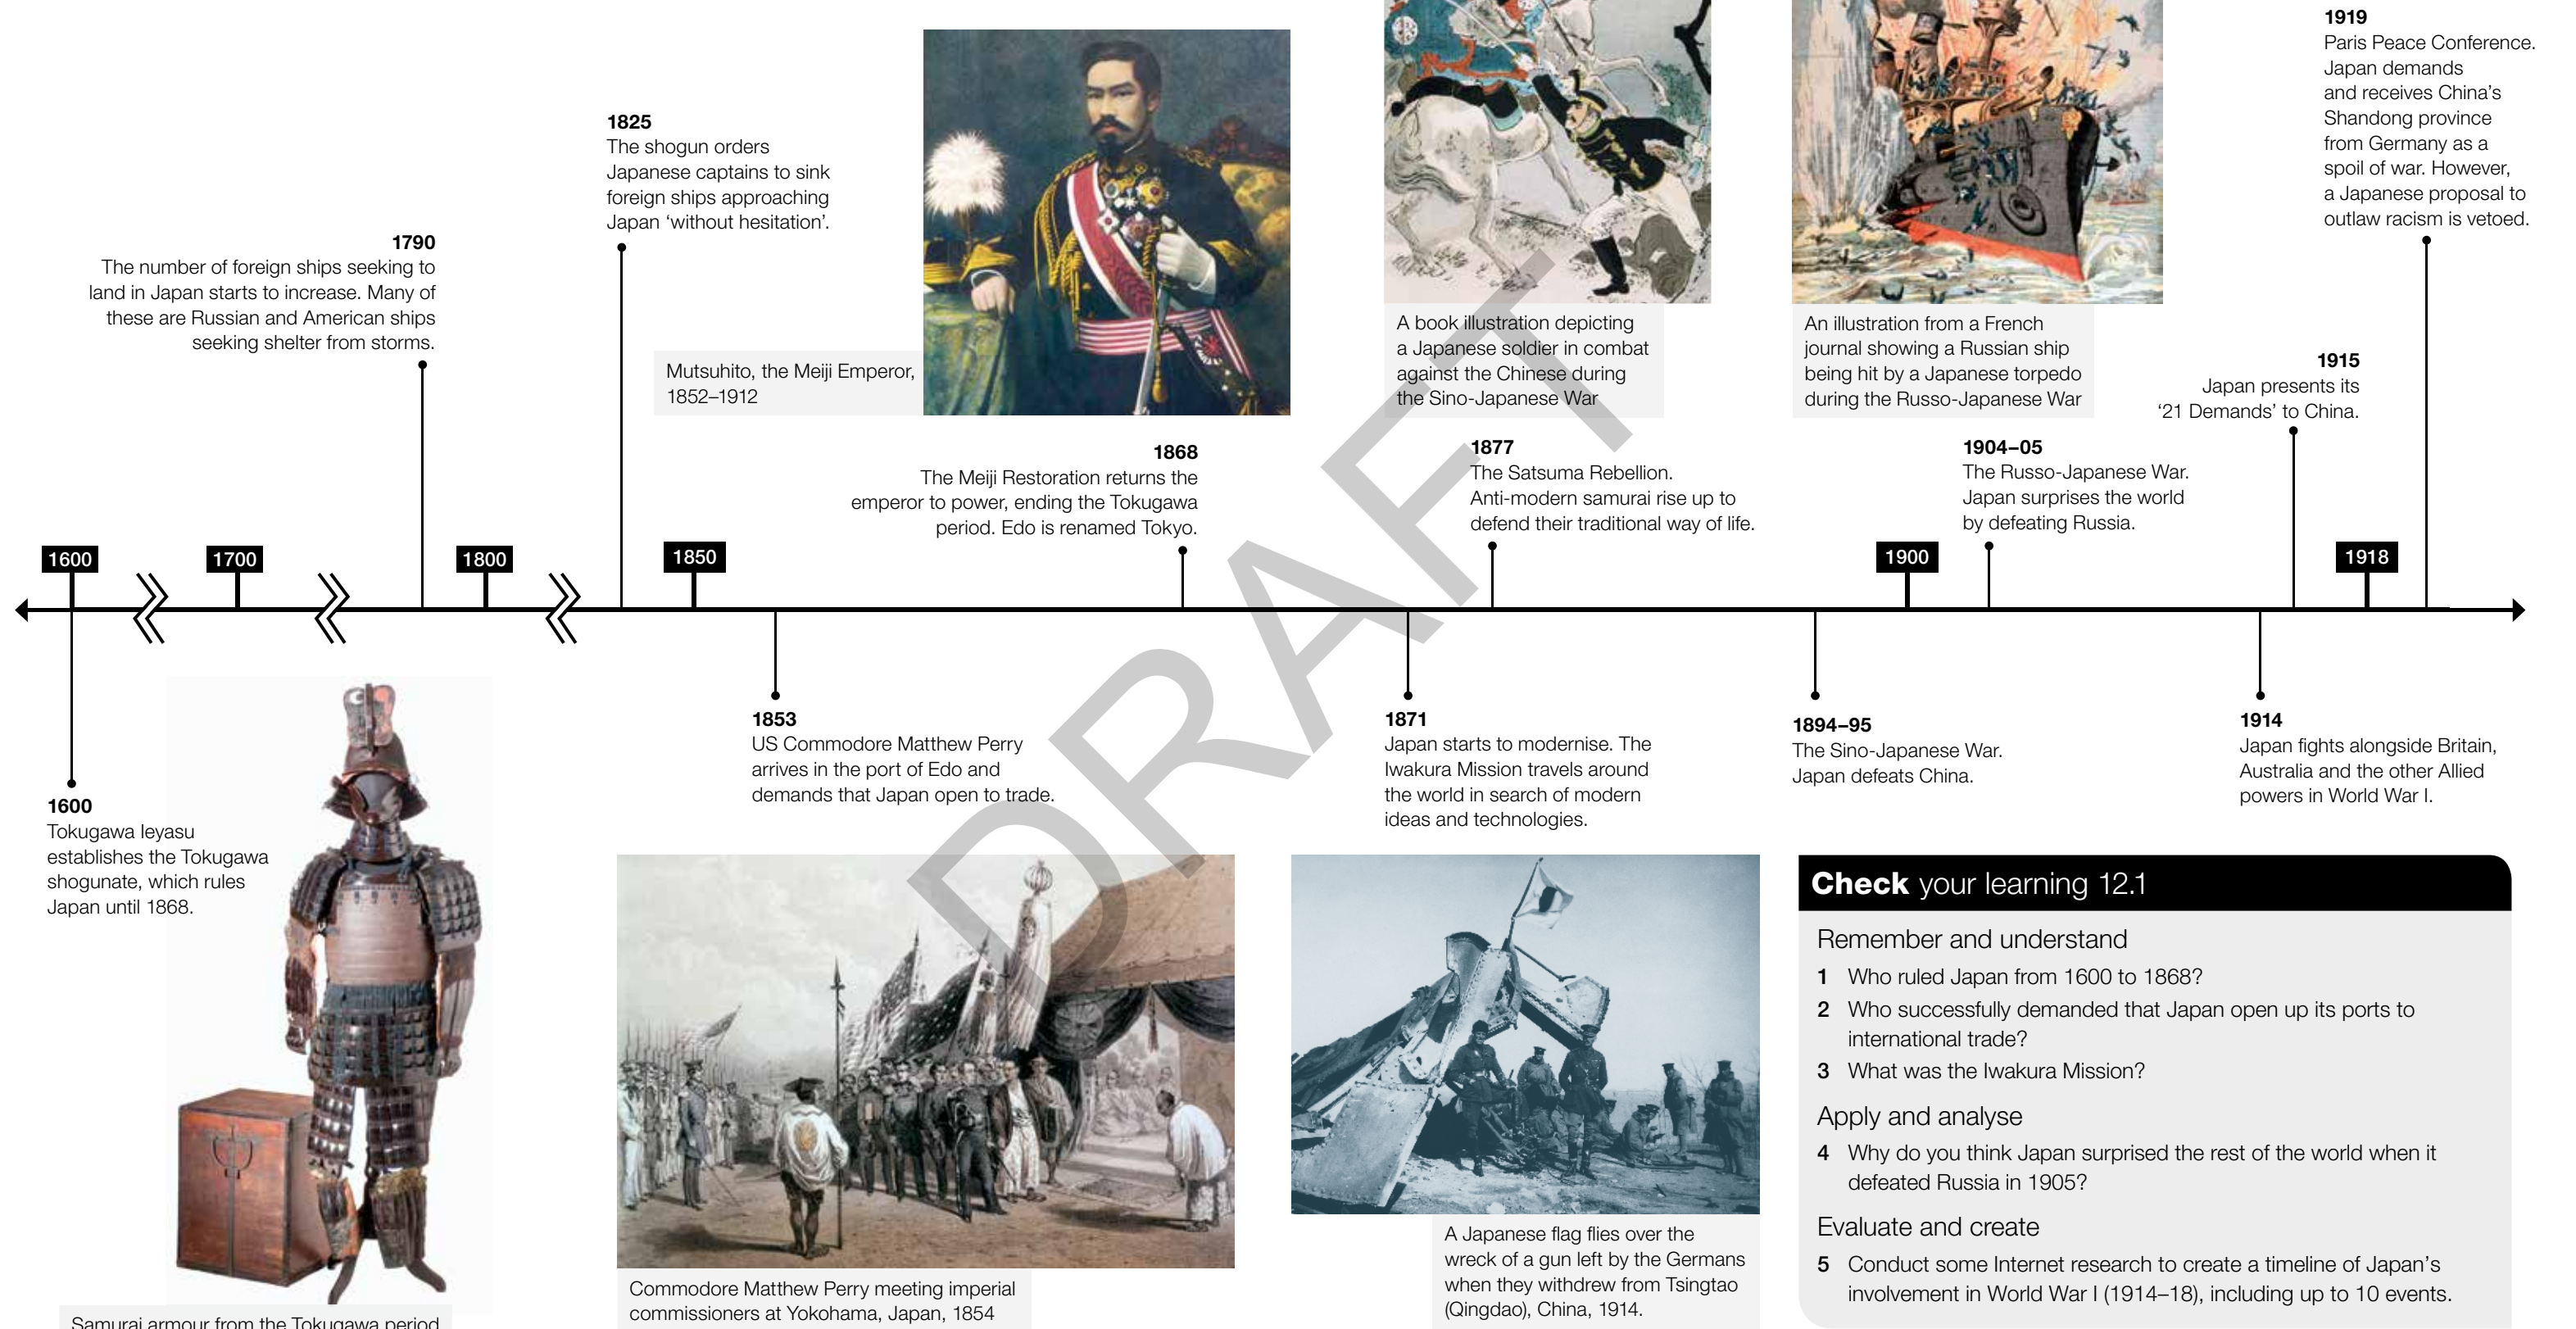 1790
The number of foreign ships seeking to
land in Japan starts to increase. Many of
these are Russian and American ships
seeking shelter from storms.
1825
The shogun orders
Japanese captains to sink
foreign ships approaching
Japan ‘without hesitation’.
Mutsuhito, the Meiji Emperor,
1852–1912
1868
The Meiji Restoration returns the
emperor to power, ending the Tokugawa
period. Edo is renamed Tokyo.
A book illustration depicting
a Japanese soldier in combat
against the Chinese during
the Sino-Japanese War
1877
The Satsuma Rebellion.
Anti-modern samurai rise up to
defend their traditional way of life.
An illustration from a French
journal showing a Russian ship
being hit by a Japanese torpedo
during the Russo-Japanese War
1904–05
The Russo-Japanese War.
Japan surprises the world
by defeating Russia.
1915
Japan presents its
‘21 Demands’ to China.
1919
Paris Peace Conference.
Japan demands
and receives China’s
Shandong province
from Germany as a
spoil of war. However,
a Japanese proposal to
outlaw racism is vetoed.
1600
1700
1800
1850
1900
1918
DRAFT
1600
Tokugawa Ieyasu
establishes the Tokugawa
shogunate, which rules
Japan until 1868.
Samurai armour from the Tokugawa period
1853
US Commodore Matthew Perry
arrives in the port of Edo and
demands that Japan open to trade.
Commodore Matthew Perry meeting imperial
commissioners at Yokohama, Japan, 1854
1871
Japan starts to modernise. The
Iwakura Mission travels around
the world in search of modern
ideas and technologies.
A Japanese flag flies over the
wreck of a gun left by the Germans
when they withdrew from Tsingtao
(Qingdao), China, 1914.
1894–95
The Sino-Japanese War.
Japan defeats China.
1914
Japan fights alongside Britain,
Australia and the other Allied
powers in World War I.
Check your learning 12.1
Remember and understand
1 Who ruled Japan from 1600 to 1868?
2 Who successfully demanded that Japan open up its ports to
international trade?
3 What was the Iwakura Mission?
Apply and analyse
4 Why do you think Japan surprised the rest of the world when it
defeated Russia in 1905?
Evaluate and create
5 Conduct some Internet research to create a timeline of Japan’s
involvement in World War I (1914–18), including up to 10 events.